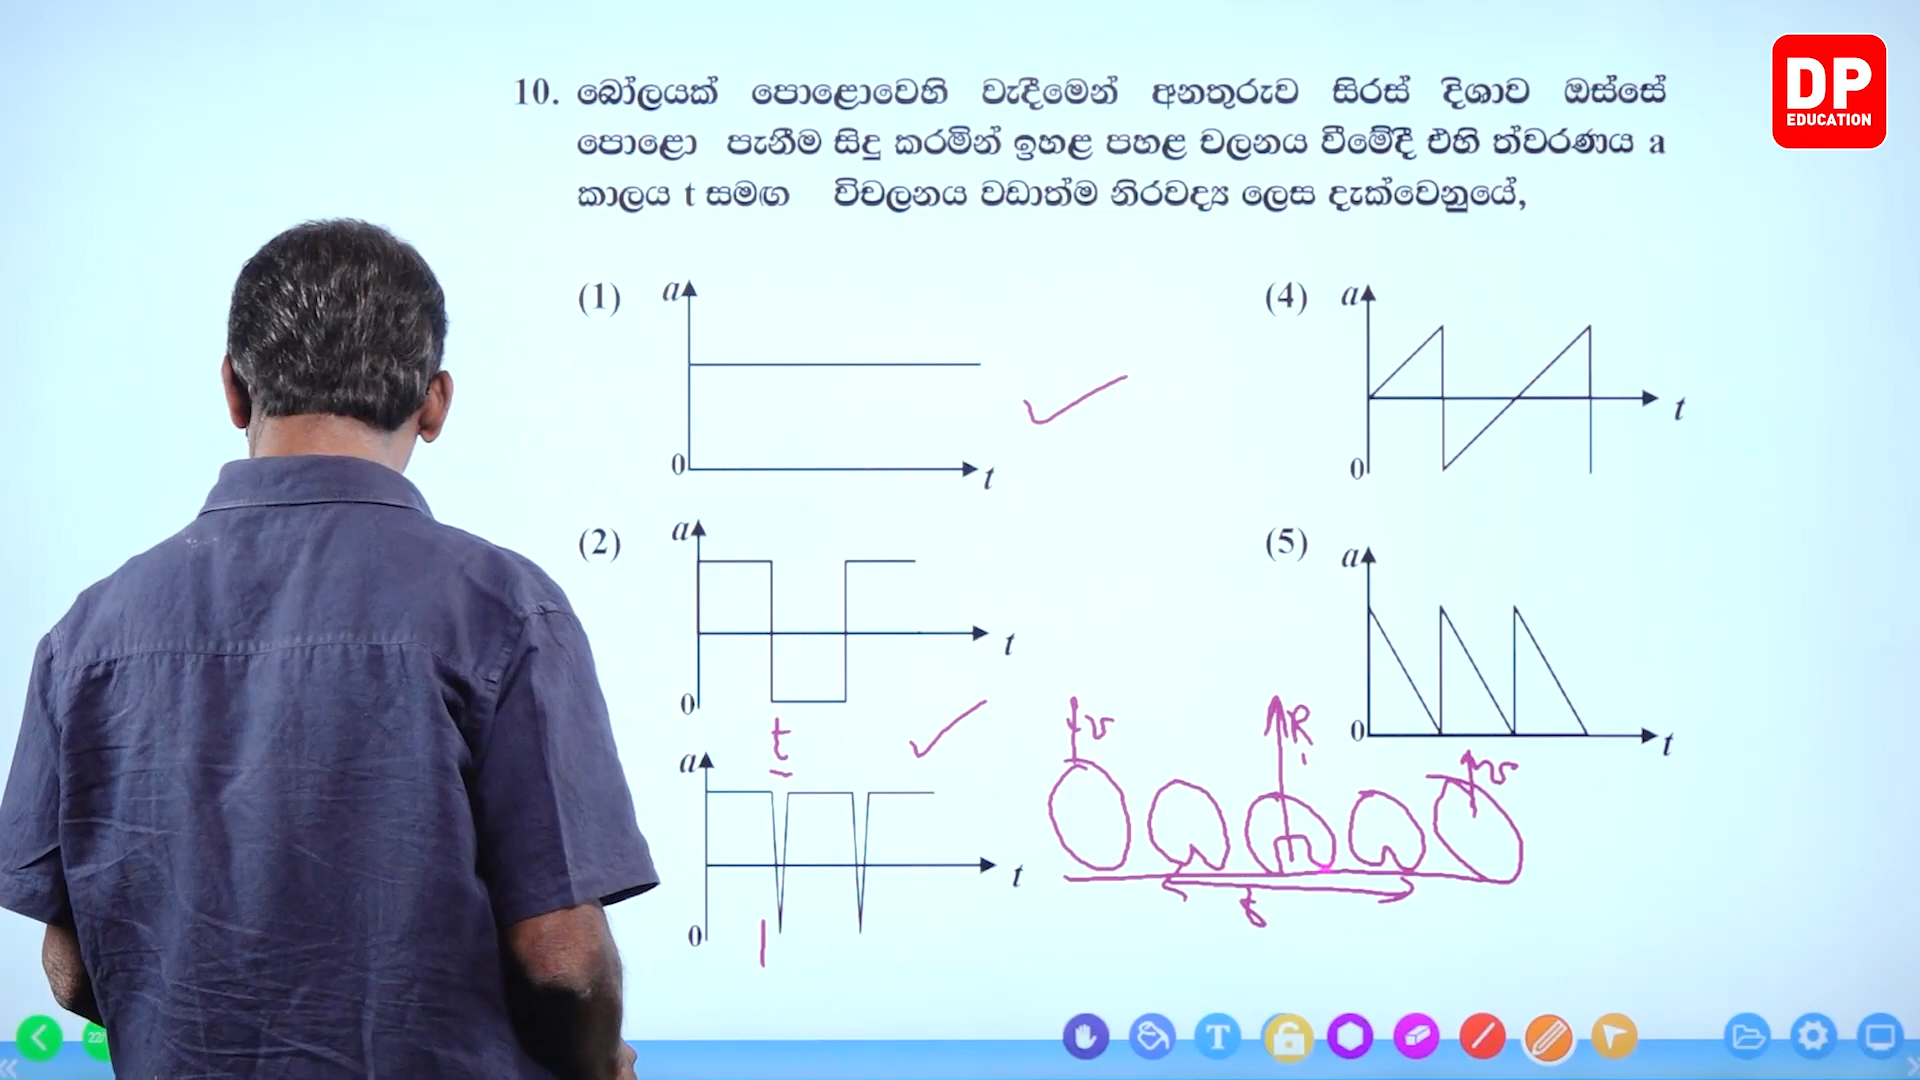 DP
EDUCATION
10. බෝලයක් පොළොවෙහි වැදීමෙන් අනතුරුව සිරස් දිශාව ඔස්සේ
පොළො පැනීම සිදු කරමින් ඉහළ පහළ චලනය වීමේදී එහි ත්වරණය a
කාලය t සමඟ විචලනය වඩාත්ම නිරවද්‍ය ලෙස දැක්වෙනුයේ,
(1) a
0 t
(4) a
0 t
(2) a
0 t
t
(5) a
0 t
a
0 t
v R v
t
T